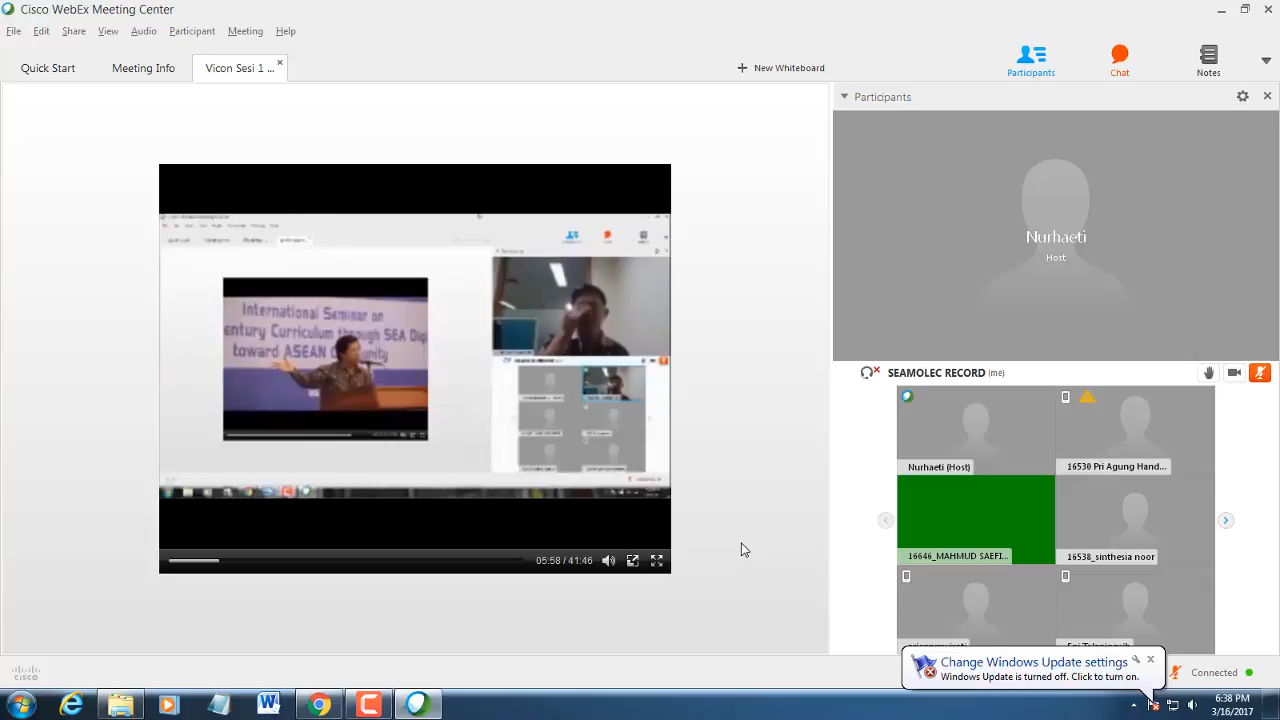 Cisco WebEx Meeting Center
File Edit Share View Audio Participant Meeting Help
Quick Start Meeting Info Vicon Sesi 1 ... New Whiteboard
Participants Chat Notes
Participants
Nurhaeti
Host
International Seminar on
entury Curriculum through SEA Digi
toward ASEAN Community
SEAMOLEC RECORD (me)
Nurhaeti (Host) 16530 Pri Agung Hand...
16646_MAHMUD SAEFI... 16538_sinthesia noor
05:58 / 41:46
Change Windows Update settings
Windows Update is turned off. Click to turn on.
cisco
Connected
6:38 PM
3/16/2017